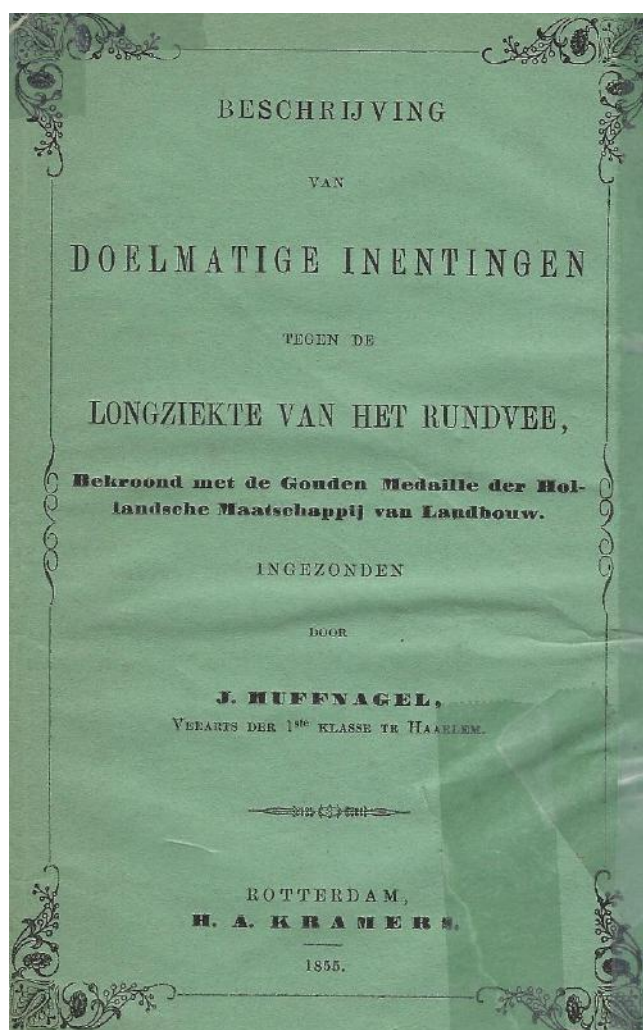 BESCHRIJVING
VAN
DOELMATIGE INENTINGEN
TEGEN DE
LONGZIEKTE VAN HET RUNDVEE,
Bekroond met de Gouden Medaille der Hol-
landsche Maatschappij van Landbouw.
INGEZONDEN
DOOR
J. HUFFNAGEL,
VEEARTS DER 1ste KLASSE TE HAARLEM.
ROTTERDAM,
H. A. KRAMERS.
1855.